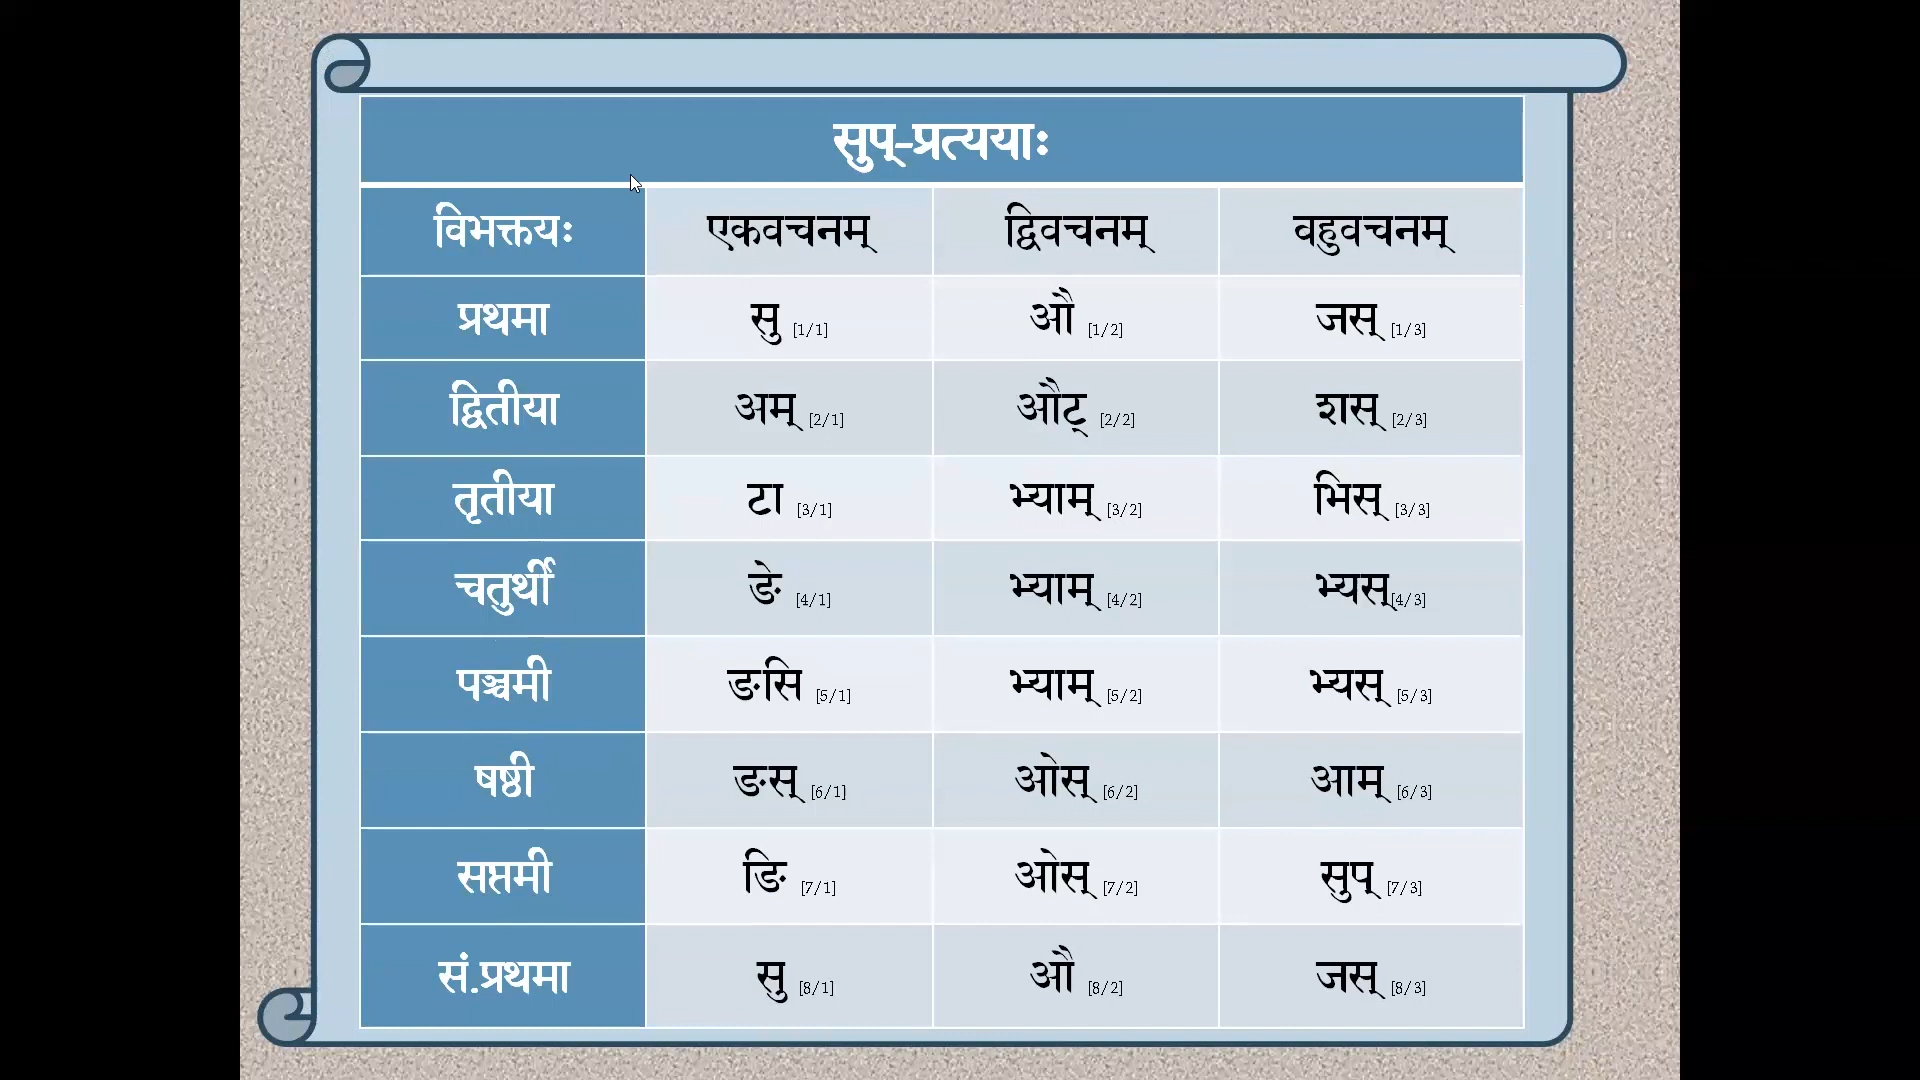 सुप्-प्रत्ययाः
विभक्तयः एकवचनम् द्विवचनम् वहुवचनम्
प्रथमा सु [1/1] औ [1/2] जस् [1/3]
द्वितीया अम् [2/1] औट् [2/2] शस् [2/3]
तृतीया टा [3/1] भ्याम् [3/2] भिस् [3/3]
चतुर्थी ङे [4/1] भ्याम् [4/2] भ्यस्[4/3]
पञ्चमी ङसि [5/1] भ्याम् [5/2] भ्यस् [5/3]
षष्ठी ङस् [6/1] ओस् [6/2] आम् [6/3]
सप्तमी ङि [7/1] ओस् [7/2] सुप् [7/3]
सं.प्रथमा सु [8/1] औ [8/2] जस् [8/3]